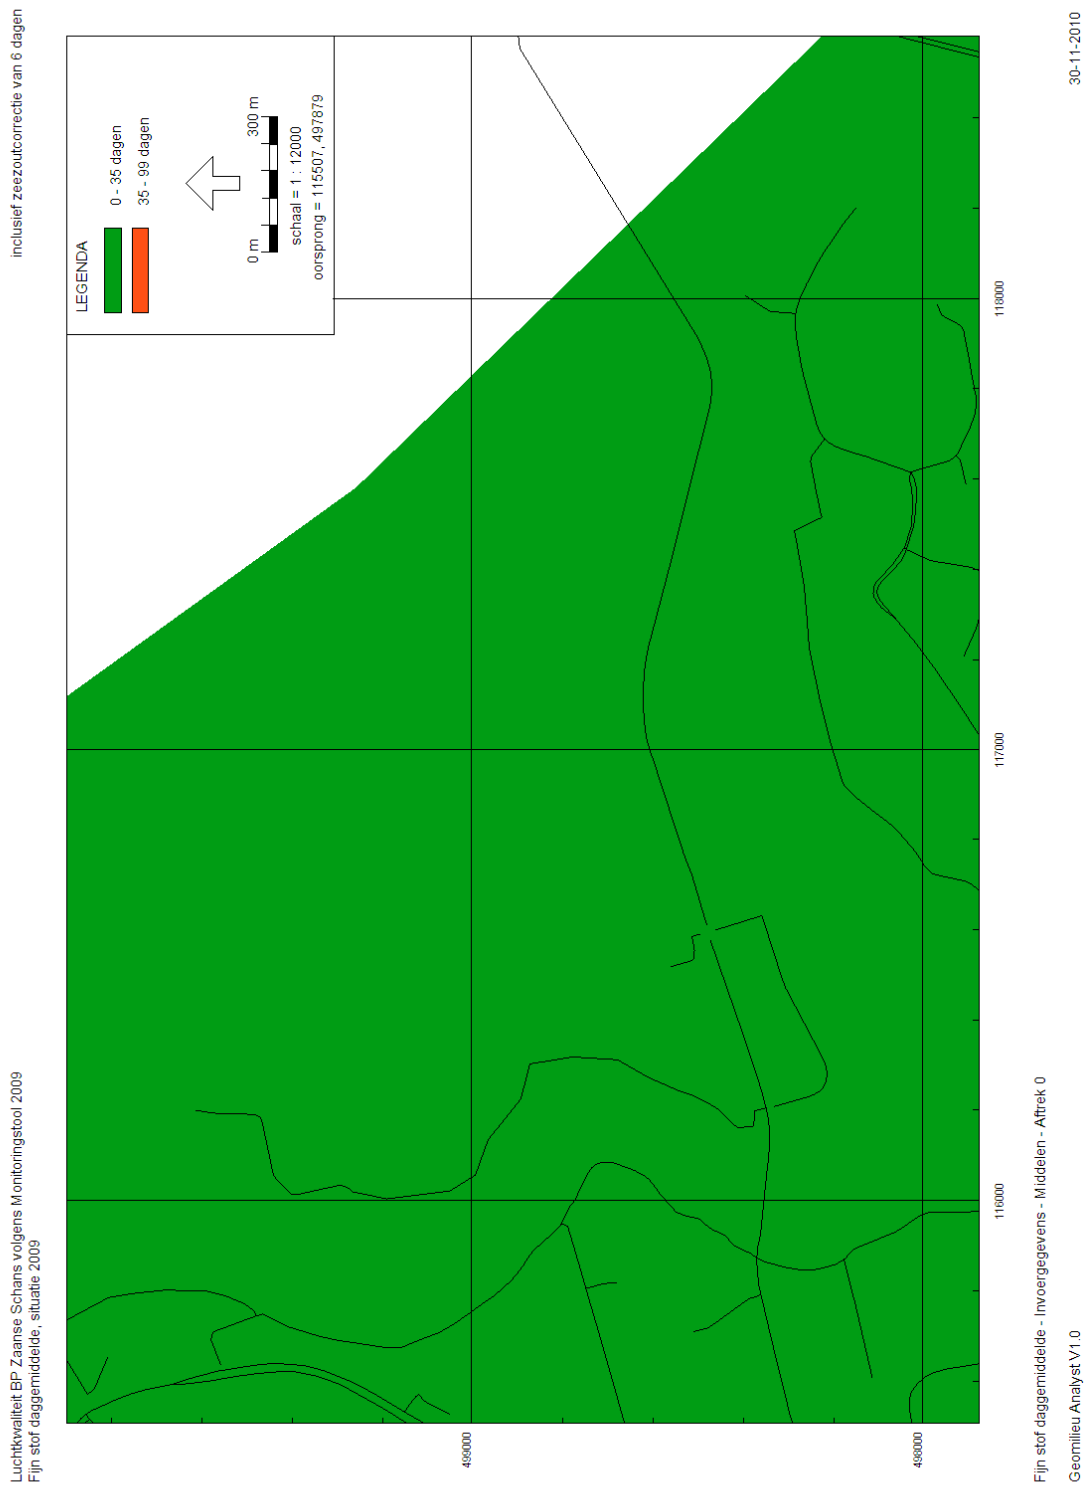 Luchtkwaliteit BP Zaanse Schans volgens Monitoringstool 2009
Fijn stof daggemiddelde, situatie 2009
inclusief zeezoutcorrectie van 6 dagen
LEGENDA
0 - 35 dagen
35 - 99 dagen
0 m
300 m
schaal = 1 : 12000
oorsprong = 115507, 497879
499000
498000
116000
117000
118000
Fijn stof daggemiddelde - Invoergegevens - Middelen - Aftrek 0
Geomilieu Analyst V1.0
30-11-2010